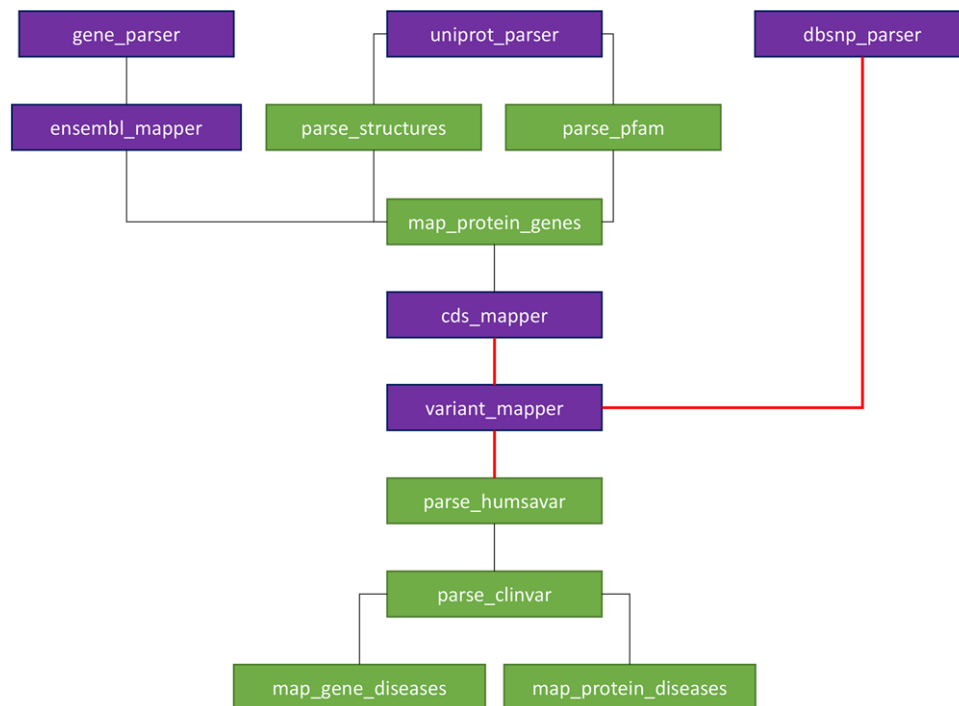 gene_parser
uniprot_parser
dbsnp_parser
ensembl_mapper
parse_structures
parse_pfam
map_protein_genes
cds_mapper
variant_mapper
parse_humsavar
parse_clinvar
map_gene_diseases
map_protein_diseases